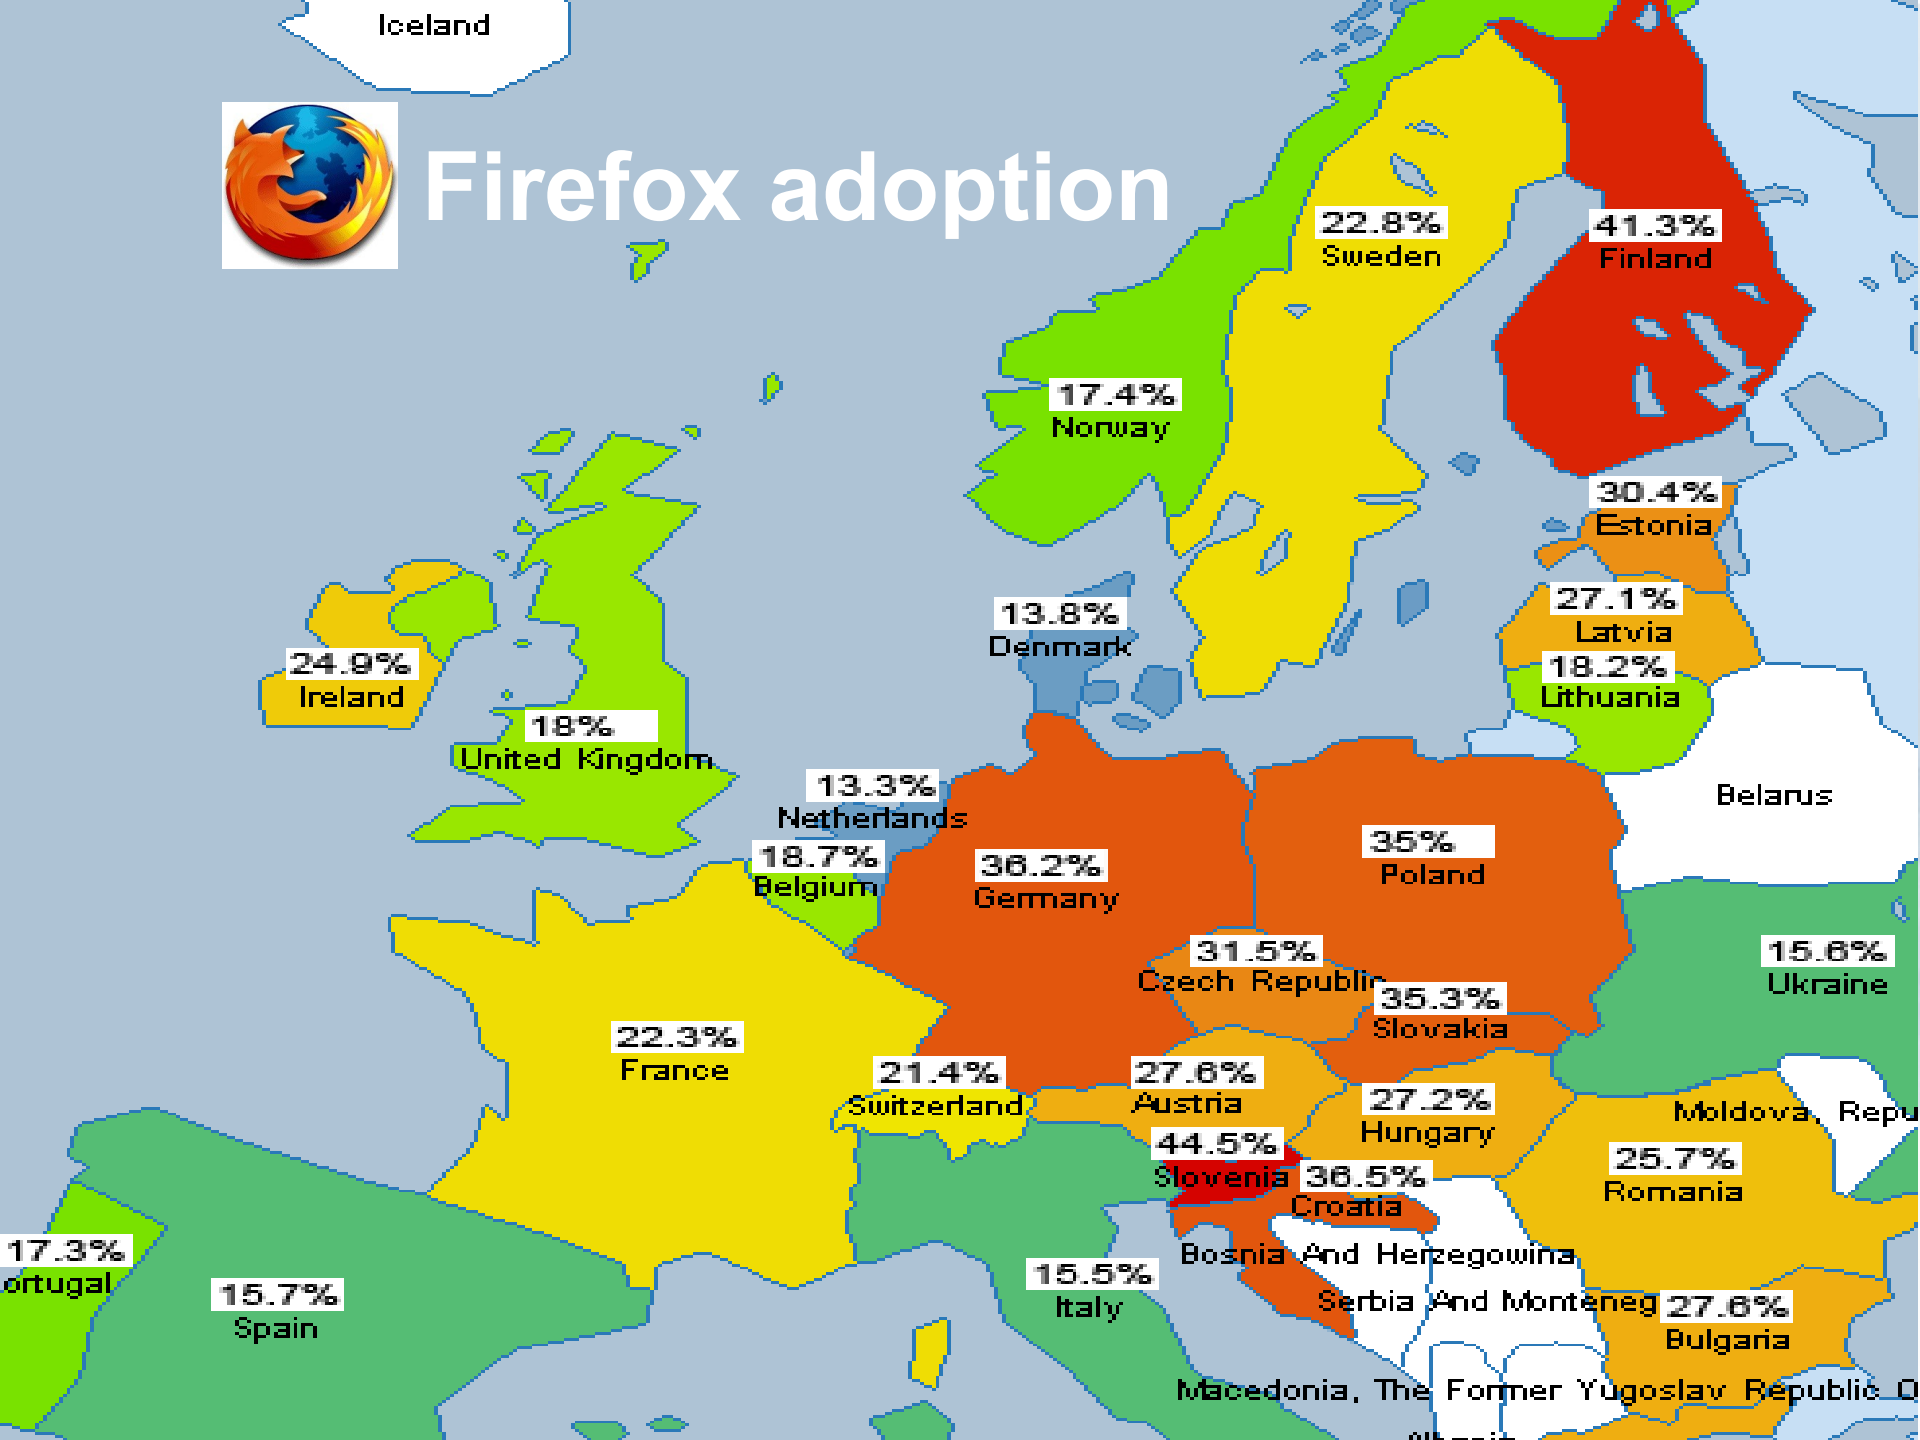 Iceland
Firefox adoption
22.8%
Sweden
41.3%
Finland
17.4%
Norway
30.4%
Estonia
27.1%
Latvia
13.8%
Denmark
24.9%
Ireland
18.2%
Lithuania
18%
United Kingdom
13.3%
Netherlands
Belarus
18.7%
Belgium
36.2%
Germany
35%
Poland
31.5%
Czech Republic
15.6%
Ukraine
35.3%
Slovakia
22.3%
France
21.4%
Switzerland
27.6%
Austria
27.2%
Hungary
Moldova, Repu
44.5%
Slovenia
36.5%
Croatia
25.7%
Romania
17.3%
ortugal
Bosnia And Herzegowina
15.7%
Spain
15.5%
Italy
Serbia And Monteneg
27.6%
Bulgaria
Macedonia, The Former Yugoslav Republic O